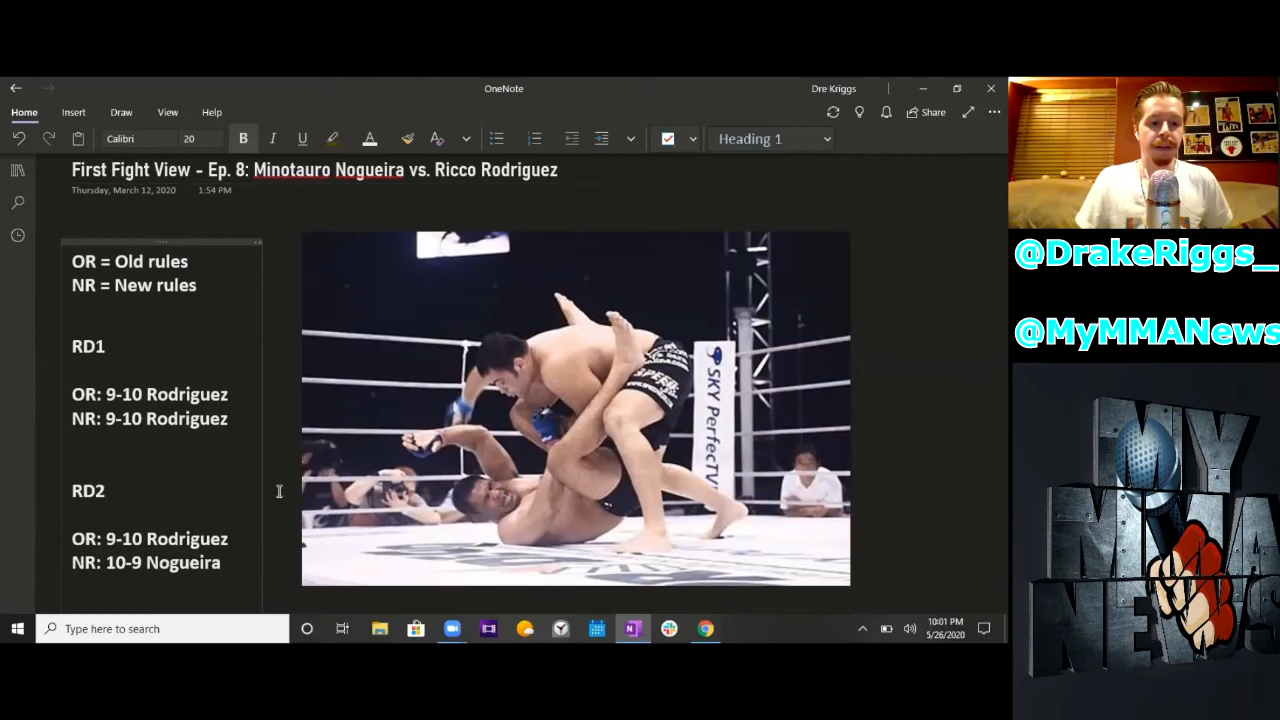 OneNote
Dre Kriggs
Home
Insert
Draw
View
Help
Share
Calibri
20
B
I
U
A
Heading 1
First Fight View - Ep. 8: Minotauro Nogueira vs. Ricco Rodriguez
Thursday, March 12, 2020
1:54 PM
OR = Old rules
NR = New rules
RD1
OR: 9-10 Rodriguez
NR: 9-10 Rodriguez
RD2
OR: 9-10 Rodriguez
NR: 10-9 Nogueira
SKY PerfecTV
@DrakeRiggs_
@MyMMANews
MY
MMA
NEWS
Type here to search
10:01 PM
5/26/2020